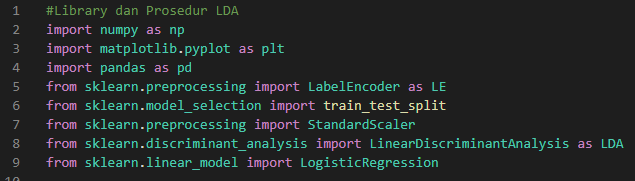 1 #Library dan Prosedur LDA
2 import numpy as np
3 import matplotlib.pyplot as plt
4 import pandas as pd
5 from sklearn.preprocessing import LabelEncoder as LE
6 from sklearn.model_selection import train_test_split
7 from sklearn.preprocessing import StandardScaler
8 from sklearn.discriminant_analysis import LinearDiscriminantAnalysis as LDA
9 from sklearn.linear_model import LogisticRegression
10